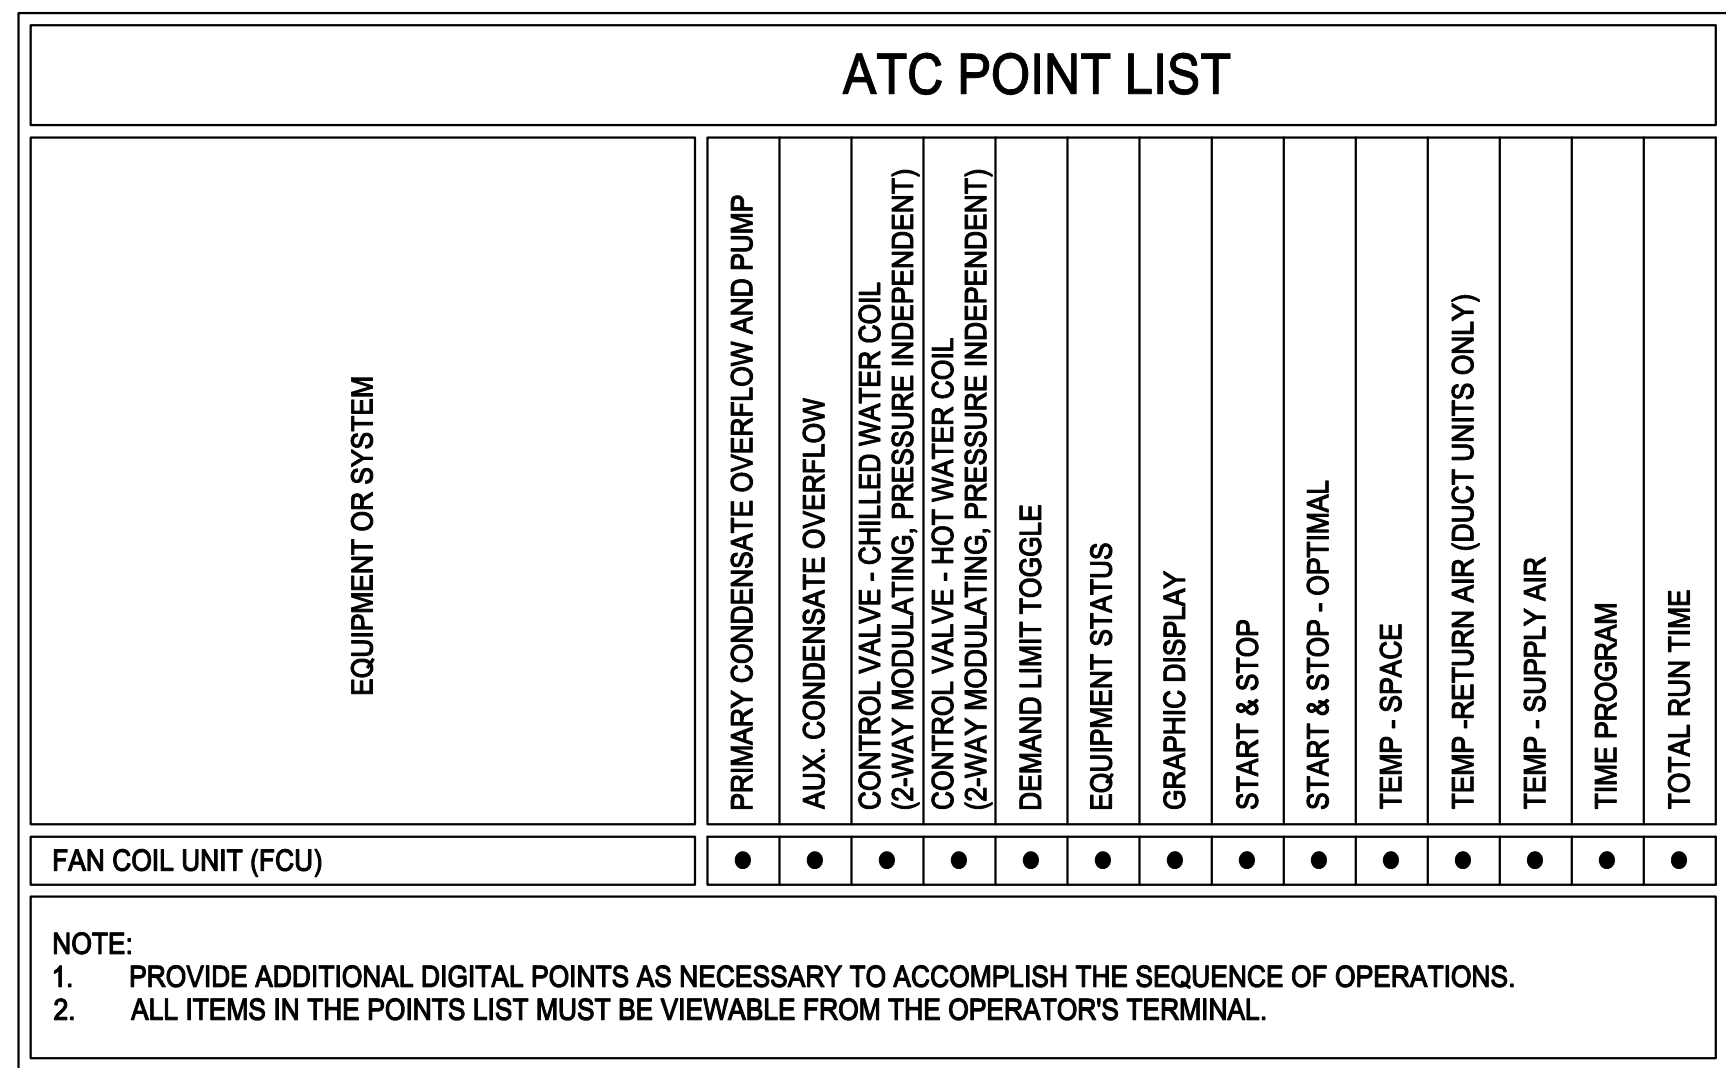 ATC POINT LIST
EQUIPMENT OR SYSTEM
PRIMARY CONDENSATE OVERFLOW AND PUMP
AUX. CONDENSATE OVERFLOW
CONTROL VALVE - CHILLED WATER COIL
(2-WAY MODULATING, PRESSURE INDEPENDENT)
CONTROL VALVE - HOT WATER COIL
(2-WAY MODULATING, PRESSURE INDEPENDENT)
DEMAND LIMIT TOGGLE
EQUIPMENT STATUS
GRAPHIC DISPLAY
START & STOP
START & STOP - OPTIMAL
TEMP - SPACE
TEMP -RETURN AIR (DUCT UNITS ONLY)
TEMP - SUPPLY AIR
TIME PROGRAM
TOTAL RUN TIME
FAN COIL UNIT (FCU) ● ● ● ● ● ● ● ● ● ● ● ● ● ●
NOTE:
1. PROVIDE ADDITIONAL DIGITAL POINTS AS NECESSARY TO ACCOMPLISH THE SEQUENCE OF OPERATIONS.
2. ALL ITEMS IN THE POINTS LIST MUST BE VIEWABLE FROM THE OPERATOR'S TERMINAL.